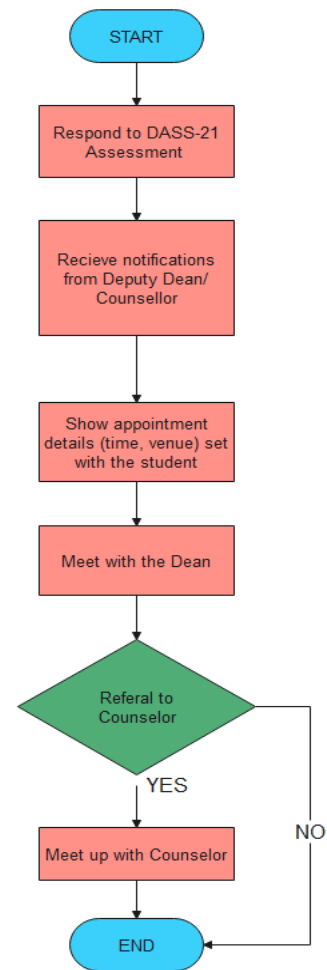 START
Respond to DASS-21
Assessment
Recieve notifications
from Deputy Dean/
Counsellor
Show appointment
details (time, venue) set
with the student
Meet with the Dean
Referal to
Counselor
YES
NO
Meet up with Counselor
END